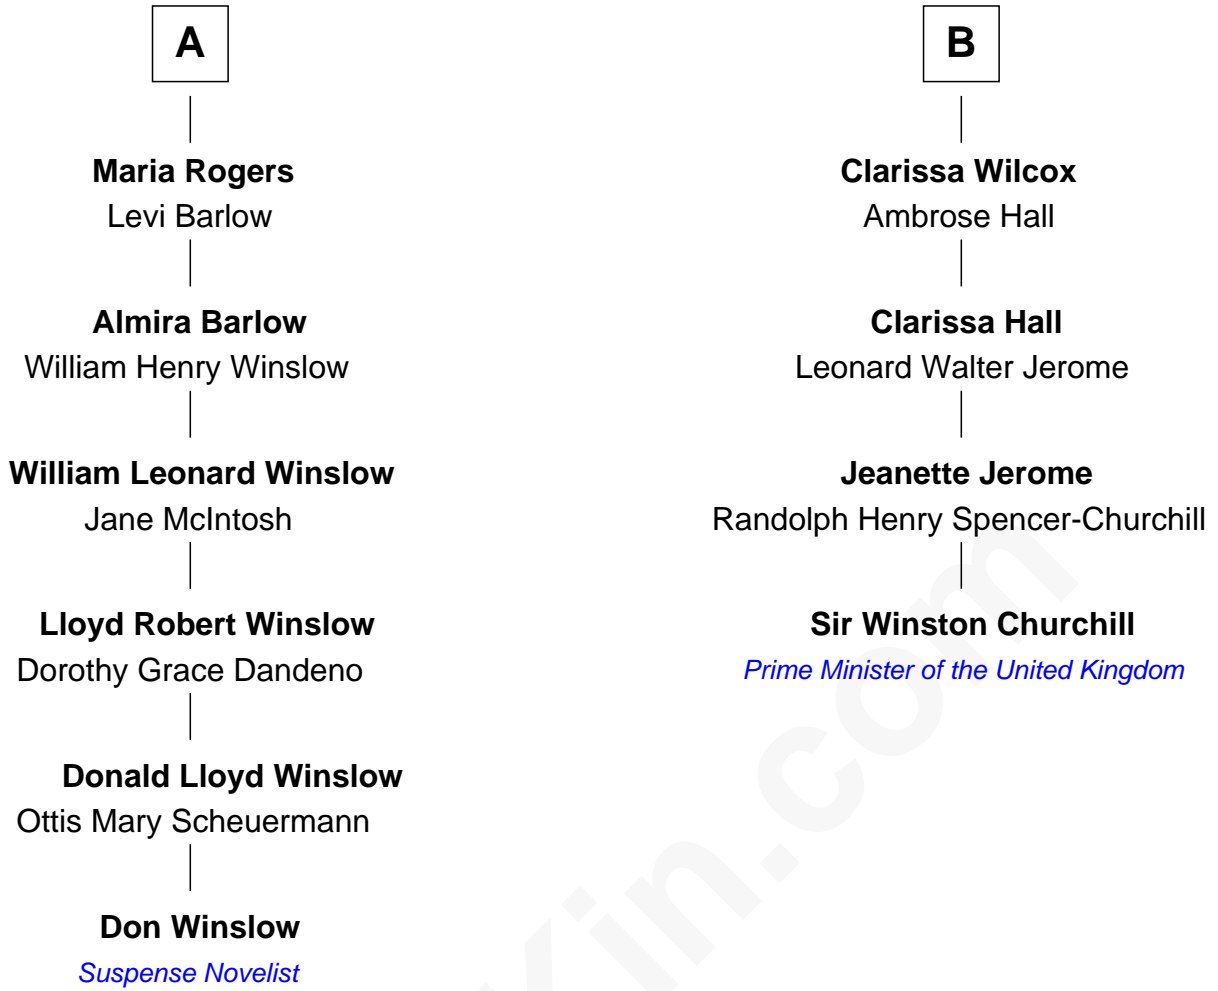 A
Maria Rogers
Levi Barlow
Almira Barlow
William Henry Winslow
William Leonard Winslow
Jane McIntosh
Lloyd Robert Winslow
Dorothy Grace Dandeno
Donald Lloyd Winslow
Ottis Mary Scheuermann
Don Winslow
Suspense Novelist
B
Clarissa Wilcox
Ambrose Hall
Clarissa Hall
Leonard Walter Jerome
Jeanette Jerome
Randolph Henry Spencer-Churchill
Sir Winston Churchill
Prime Minister of the United Kingdom
Kin.com